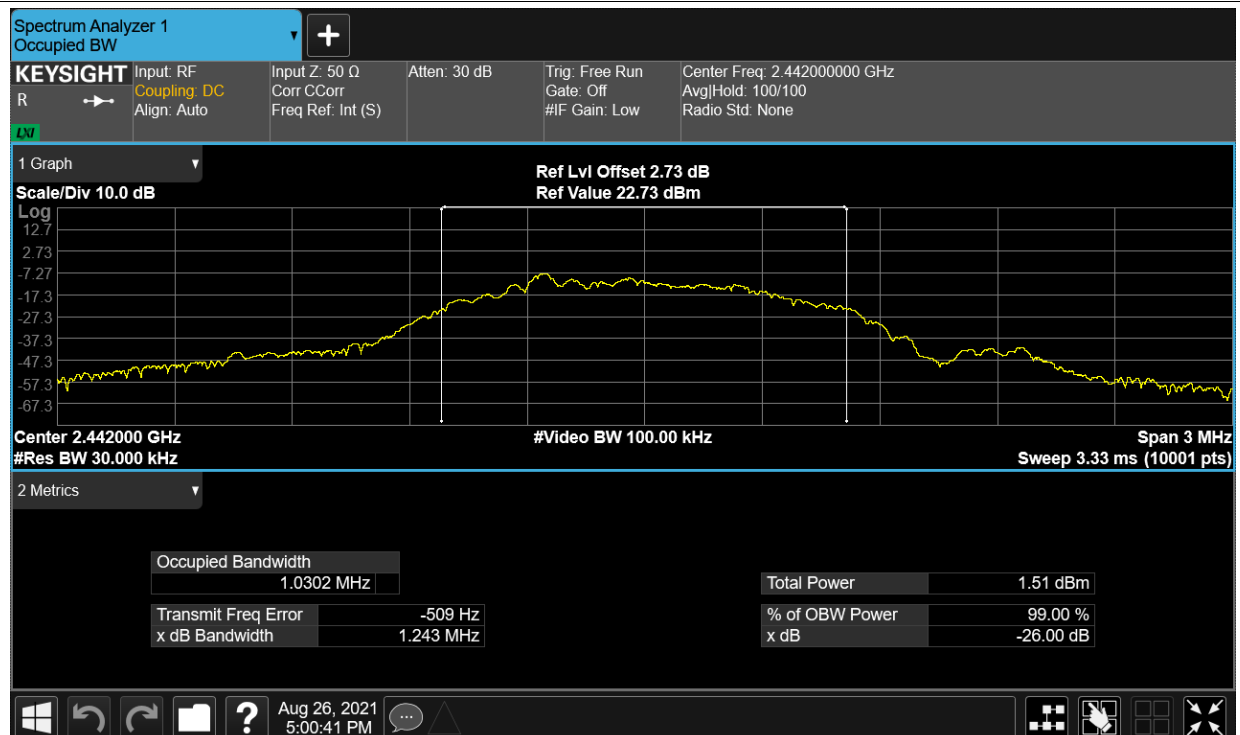 Spectrum Analyzer 1
Occupied BW
KEYSIGHT
R
LXI
Input: RF
Coupling: DC
Align: Auto
Input Z: 50 Ω
Corr CCorr
Freq Ref: Int (S)
Atten: 30 dB
Trig: Free Run
Gate: Off
#IF Gain: Low
Center Freq: 2.442000000 GHz
Avg|Hold: 100/100
Radio Std: None
1 Graph
Scale/Div 10.0 dB
Ref Lvl Offset 2.73 dB
Ref Value 22.73 dBm
Log
12.7
2.73
-7.27
-17.3
-27.3
-37.3
-47.3
-57.3
-67.3
Center 2.442000 GHz
#Video BW 100.00 kHz
Span 3 MHz
#Res BW 30.000 kHz
Sweep 3.33 ms (10001 pts)
2 Metrics
Occupied Bandwidth
1.0302 MHz
Total Power 1.51 dBm
Transmit Freq Error -509 Hz
% of OBW Power 99.00 %
x dB Bandwidth 1.243 MHz
x dB -26.00 dB
?
Aug 26, 2021
5:00:41 PM